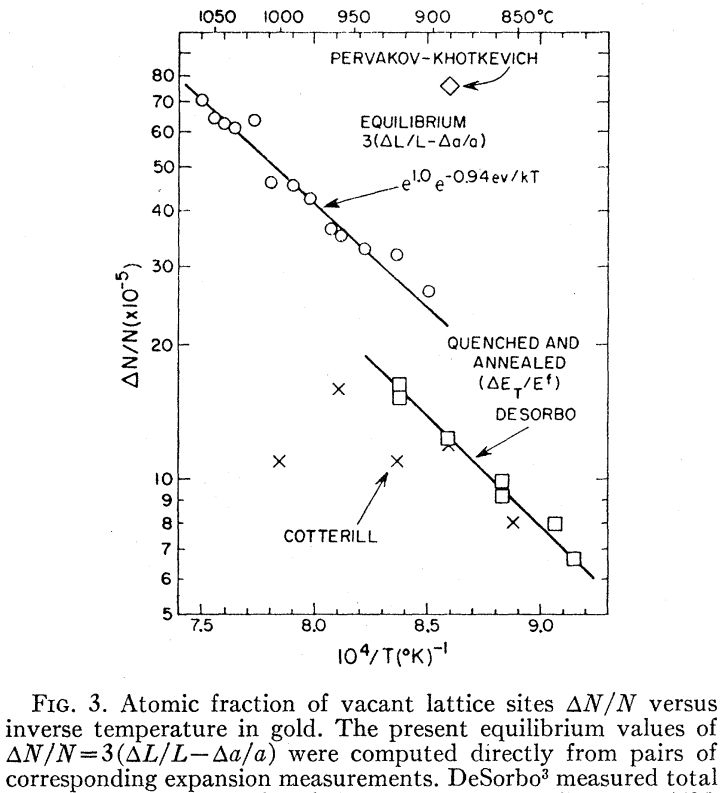 1050 1000 950 900 850°C
PERVAKOV-KHOTKEVICH
EQUILIBRIUM
3(ΔL/L-Δa/a)
e^1.0 e^-0.94ev/kT
80
70
60
50
40
30
20
10
9
8
7
6
5
ΔN/N(x10^-5)
QUENCHED AND
ANNEALED
(ΔE_T/E^f)
DESORBO
COTTERILL
7.5 8.0 8.5 9.0
10^4/T(°K)^-1
FIG. 3. Atomic fraction of vacant lattice sites ΔN/N versus
inverse temperature in gold. The present equilibrium values of
ΔN/N=3(ΔL/L-Δa/a) were computed directly from pairs of
corresponding expansion measurements. DeSorbo³ measured total